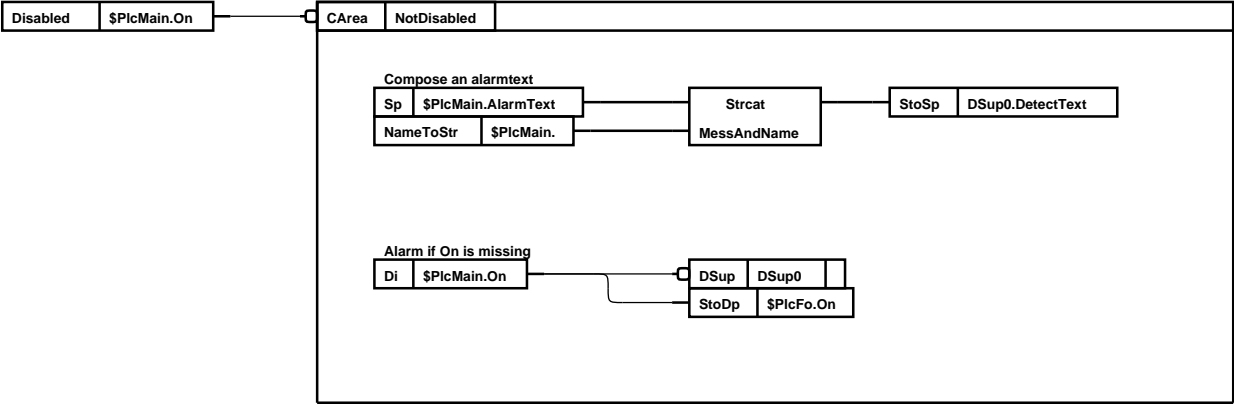 Disabled $PlcMain.On CArea NotDisabled
Compose an alarmtext
Sp $PlcMain.AlarmText Strcat StoSp DSup0.DetectText
NameToStr $PlcMain. MessAndName
Alarm if On is missing
Di $PlcMain.On DSup DSup0
StoDp $PlcFo.On